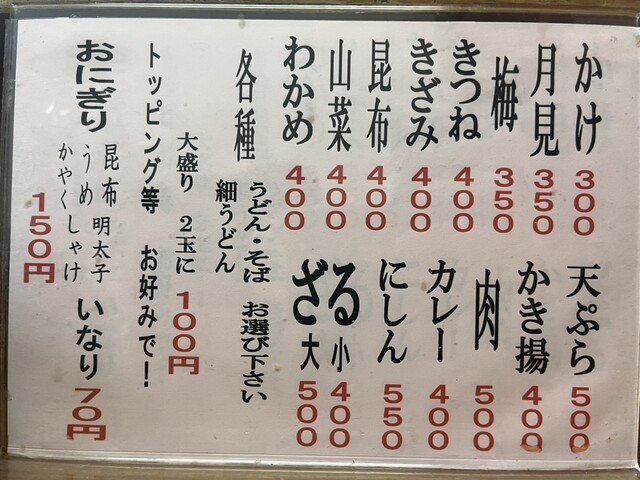 かけ 300
月見 350
梅 350
きつね 400
きざみ 400
昆布 400
山菜 400
わかめ 400
天ぷら 500
かき揚 400
肉 500
カレー 400
にしん 550
ざる 小 400
大 500
各種 うどん・そば お選び下さい
細うどん
大盛り 2玉に 100円
トッピング等 お好みで!
おにぎり 昆布 明太子
うめ しゃけ
かやく
150円
いなり 70円